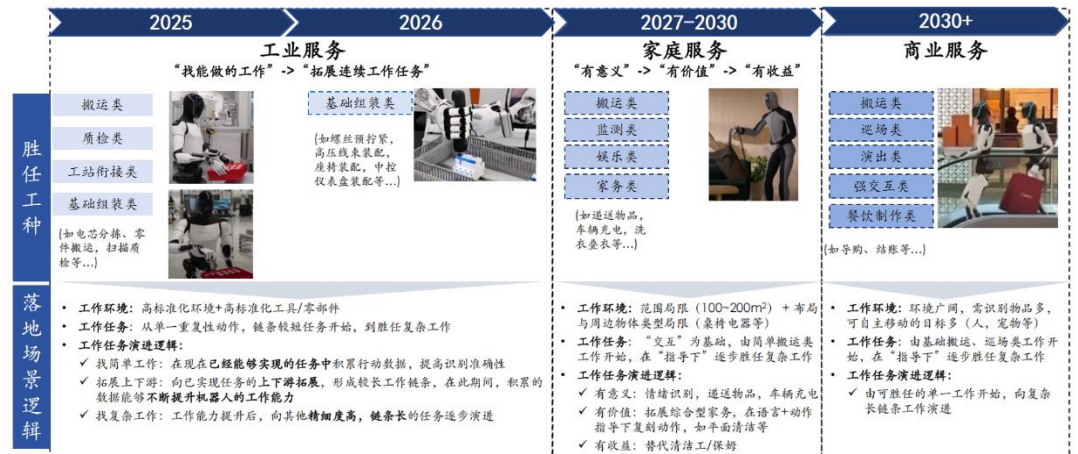 2025
2026
2027-2030
2030+
工业服务
“找能做的工作”->“拓展连续工作任务”
家庭服务
“有意义”->“有价值”->“有收益”
商业服务
胜任工种
搬运类
质检类
工站衔接类
基础组装类
(如电芯分拣、零
件搬运，扫描质
检等…)
基础组装类
(如螺丝预拧紧，
高压线束装配，
座椅装配，中控
仪表盘装配等…)
搬运类
监测类
娱乐类
家务类
(如递送物品，
车辆充电，洗
衣叠衣等…)
搬运类
巡场类
演出类
强交互类
餐饮制作类
(如导购、结账等…)
落地场景逻辑
• 工作环境：高标准化环境+高标准化工具/零部件
• 工作任务：从单一重复性动作，链条较短任务开始，到胜任复杂工作
• 工作任务演进逻辑：
✓ 找简单工作：在现在已经能够实现的任务中积累行动数据，提高识别准确性
✓ 拓展上下游：向已实现任务的上下游拓展，形成较长工作链条，在此期间，积累的
数据能够不断提升机器人的工作能力
✓ 找复杂工作：工作能力提升后，向其他精细度高，链条长的任务逐步演进
• 工作环境：范围局限（100~200m²）+ 布局
与周边物体类型局限（桌椅电器等）
• 工作任务：“交互”为基础，由简单搬运类
工作开始，在“指导下”逐步胜任复杂工作
• 工作任务演进逻辑：
✓ 有意义：情绪识别，递送物品，车辆充电
✓ 有价值：拓展综合型家务，在语言+动作
指导下复刻动作，如平面清洁等
✓ 有收益：替代清洁工/保姆
• 工作环境：环境广阔，需识别物品多，
可自主移动的目标多（人，宠物等）
• 工作任务：由基础搬运、巡场类工作开
始，在“指导下”逐步胜任复杂工作
• 工作任务演进逻辑：
✓ 由可胜任的单一工作开始，向复杂
长链条工作演进